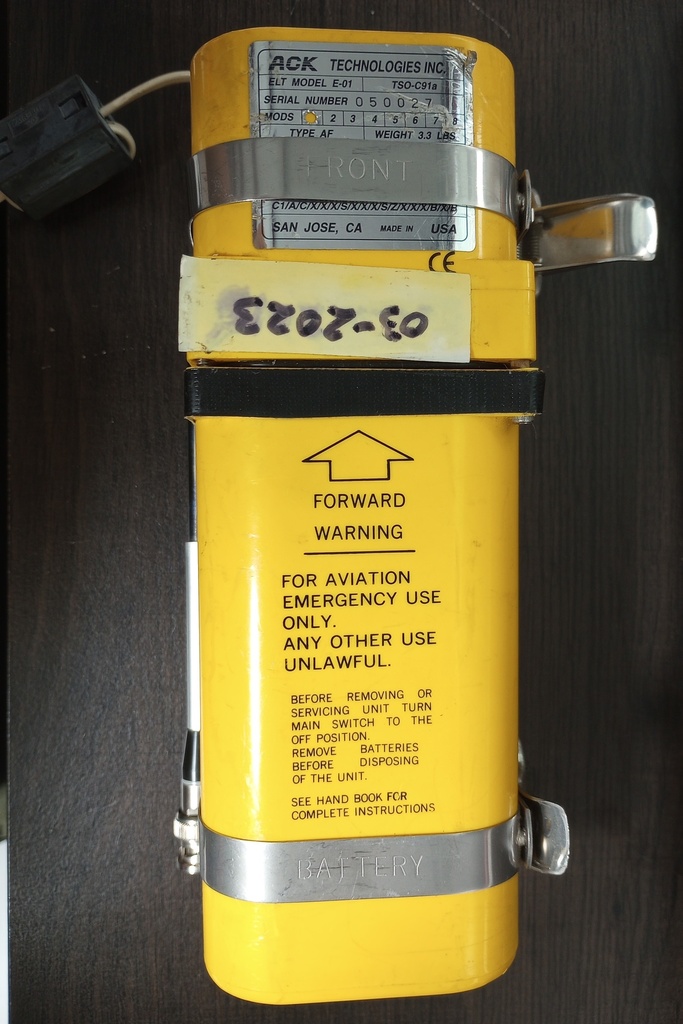 ACK TECHNOLOGIES INC.
ELT MODEL E-01 TSO-C91a
SERIAL NUMBER 050027
MODS 2 3 4 5 6 7 8
TYPE AF WEIGHT 3.3 LBS
FRONT
C1/A/C/X/X/X/S/X/X/X/S/Z/X/X/X/B/X/B
SAN JOSE, CA MADE IN USA
CE
03-2023
FORWARD
WARNING
FOR AVIATION
EMERGENCY USE
ONLY.
ANY OTHER USE
UNLAWFUL.
BEFORE REMOVING OR
SERVICING UNIT TURN
MAIN SWITCH TO THE
OFF POSITION.
REMOVE BATTERIES
BEFORE DISPOSING
OF THE UNIT.
SEE HAND BOOK FOR
COMPLETE INSTRUCTIONS
BATTERY